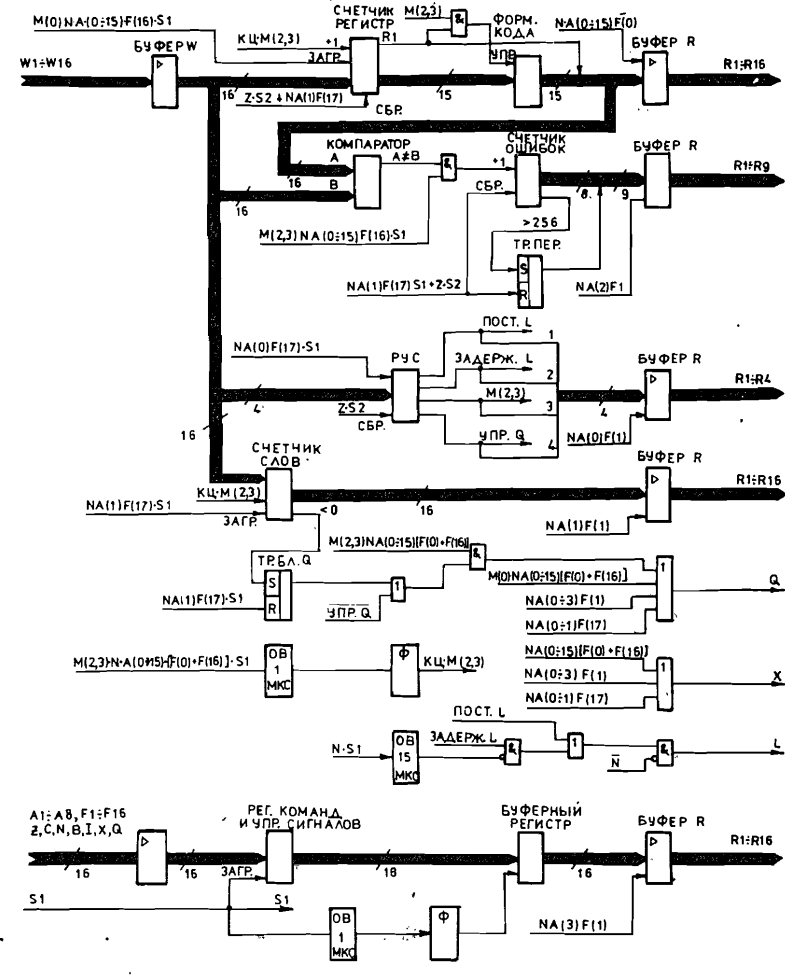 M(0)NA(0÷15)·F(16)·S1
СЧЕТЧИК
РЕГИСТР
M(2,3)
&
ФОРМ.
КОДА
N·A(0÷15)F(0)
БУФЕР W
КЦ·M(2,3)
+1
R1
БУФЕР R
W1÷W16
ЗАГР.
УПР.
R1÷R16
16
15
15
Z·S2+NA(1)F(17)
СБР.
КОМПАРАТОР
СЧЕТЧИК
ОШИБОК
БУФЕР R
A
A≠B
&
+1
R1÷R9
16
B
СБР.
8
9
16
M(2,3)NA(0÷15)F(16)·S1
>256
ТР.ПЕР.
S
NA(1)F(17)S1+Z·S2
R
NA(2)F1
ПОСТ. L
1
NA(0)F(17)·S1
РУС
ЗАДЕРЖ. L
БУФЕР R
2
R1÷R4
M(2,3)
4
Z·S2
3
4
16
СБР.
УПР. Q
4
NA(0)F(1)
СЧЕТЧИК
СЛОВ
БУФЕР R
КЦ·M(2,3)
R1÷R16
NA(1)F(17)·S1
ЗАГР.
<0
16
NA(1)F(1)
M(2,3)NA(0÷15)[F(0)+F(16)]
&
ТР.БЛ.Q
1
S
M(0)·NA(0÷15)[F(0)+F(16)]
Q
NA(1)F(17)·S1
R
1
NA(0÷3)F(1)
УПР. Q
NA(0÷1)F(17)
NA(0÷15)[F(0)+F(16)]
ОВ
1
МКС
Ф
1
M(2,3)·N·A(0÷15)·[F(0)+F(16)]·S1
КЦ·M(2,3)
NA(0÷3) F(1)
X
NA(0÷1) F(17)
ПОСТ. L
ОВ
15
МКС
ЗАДЕРЖ. L
1
N·S1
&
&
L
N
A1÷A8, F1÷F16
Z,C,N,B,I,X,Q
РЕГ. КОМАНД
И УПР. СИГНАЛОВ
БУФЕРНЫЙ
РЕГИСТР
БУФЕР R
R1÷R16
16
16
ЗАГР.
18
16
S1
S1
ОВ
1
МКС
Ф
NA(3)F(1)